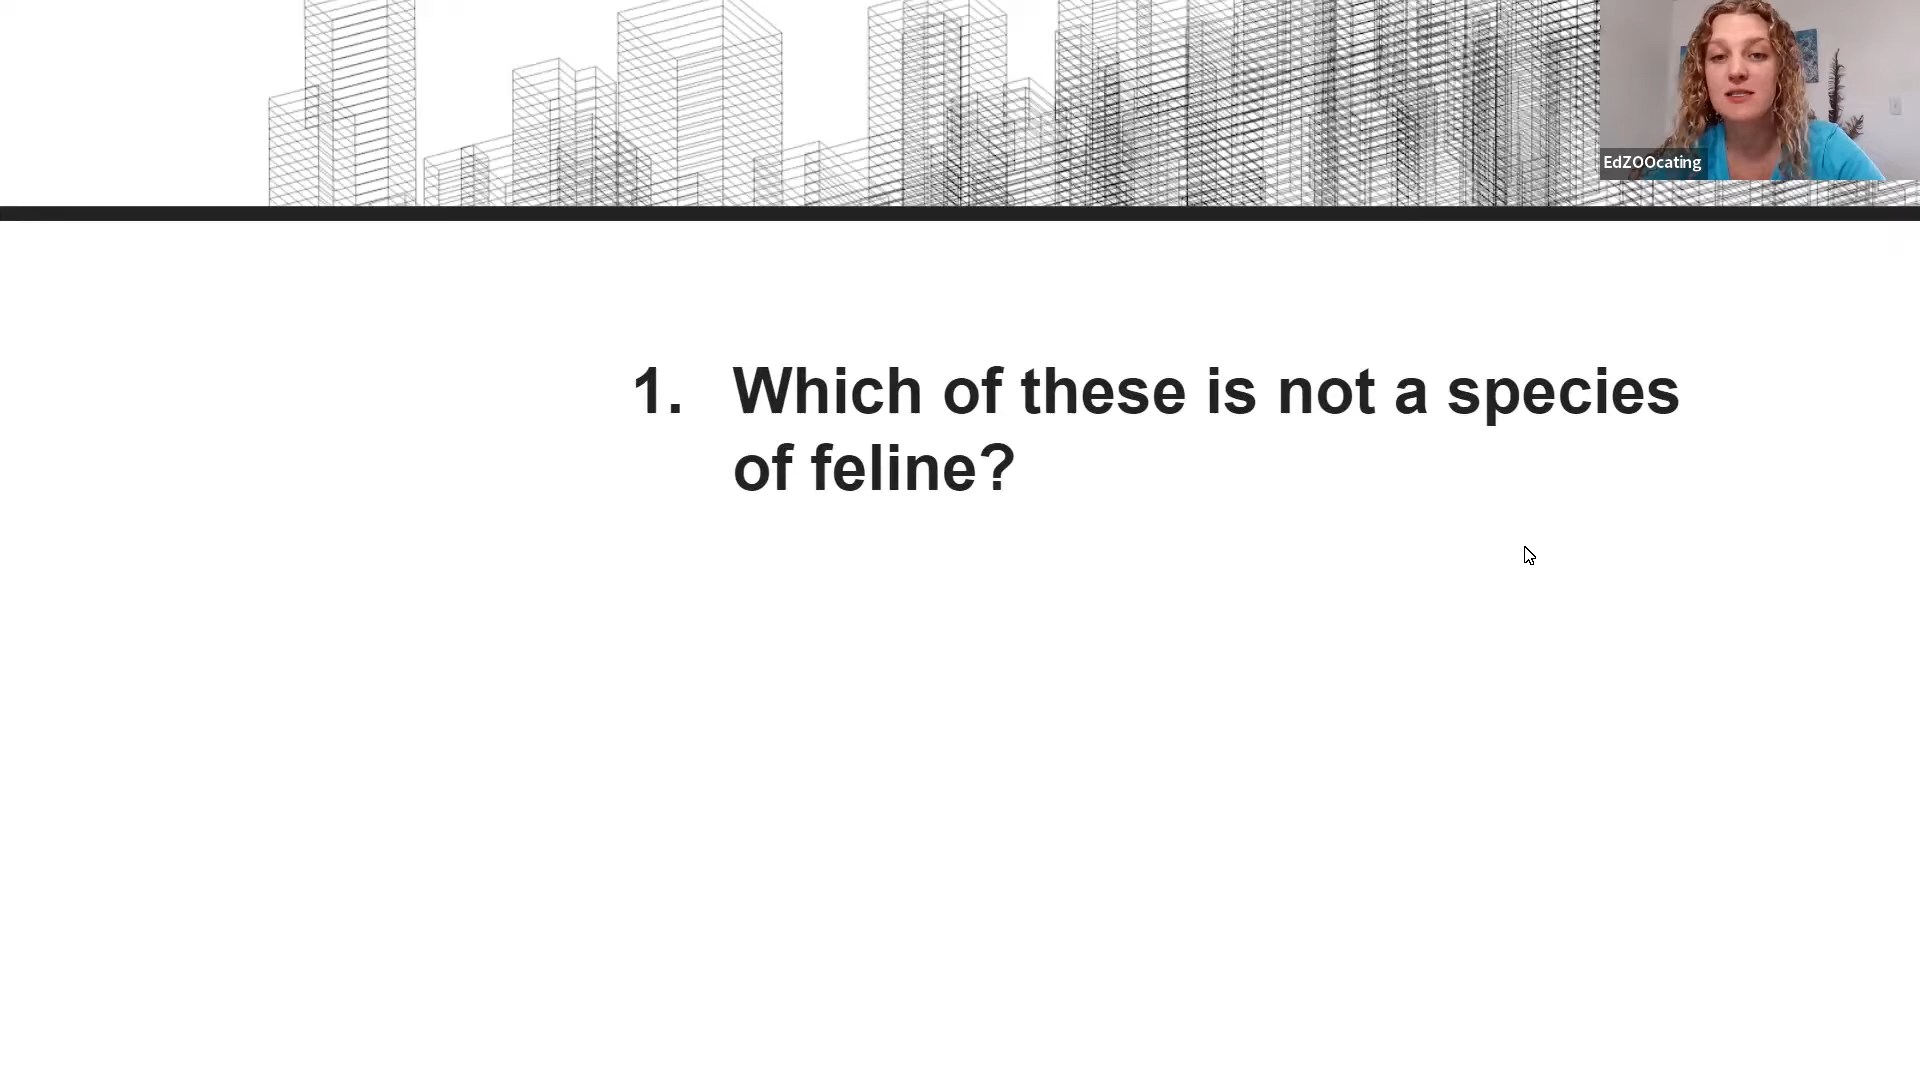 EdZOOcating
1. Which of these is not a species
of feline?